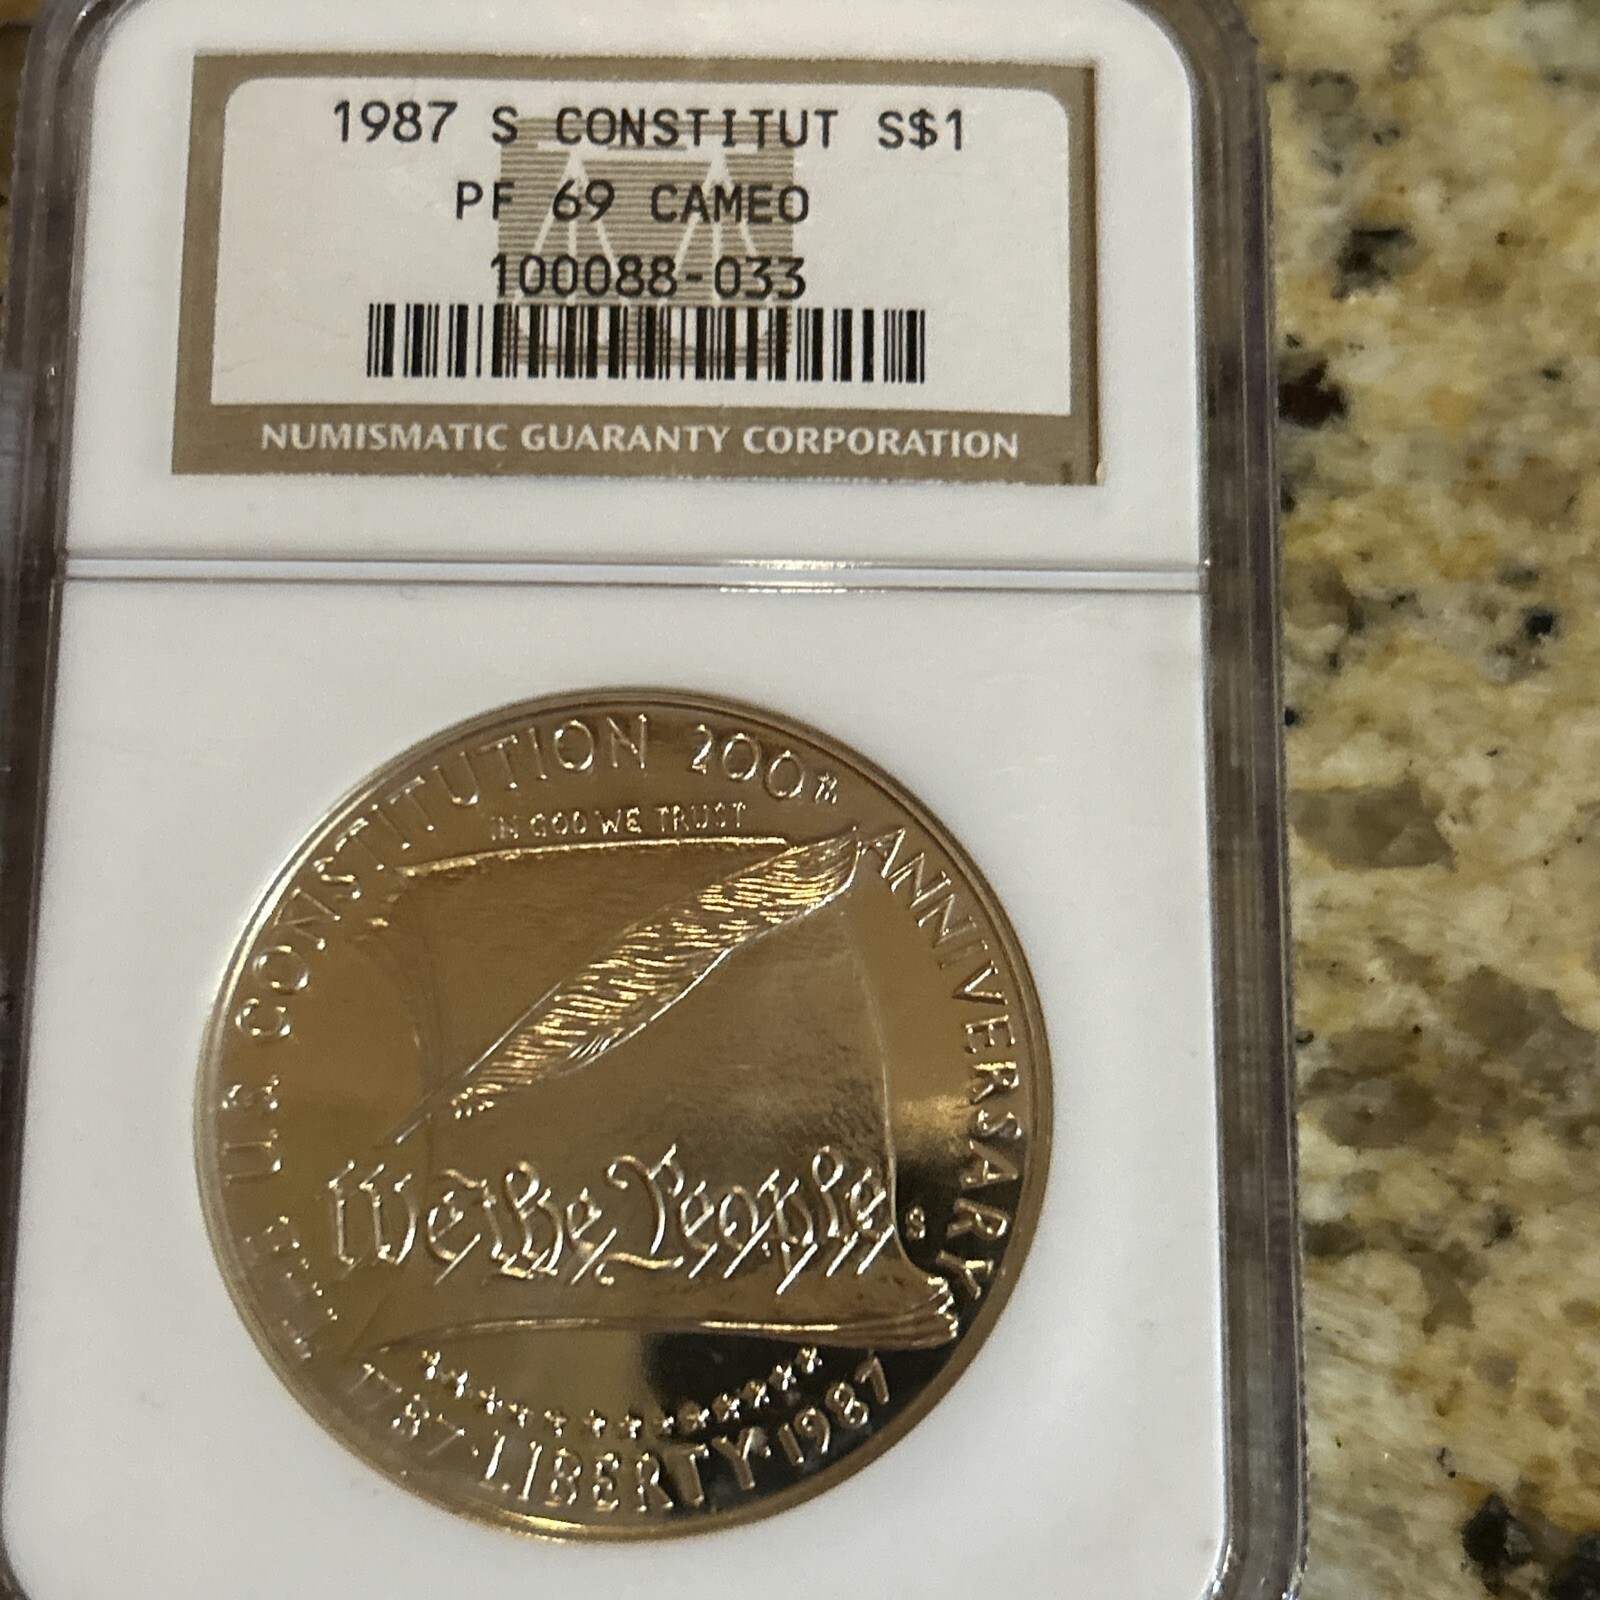 1987 S CONSTITUT S$1
PF 69 CAMEO
100088-033
NUMISMATIC GUARANTY CORPORATION
THE U.S. CONSTITUTION 200TH ANNIVERSARY
IN GOD WE TRUST
We the People
S
1787 · LIBERTY · 1987